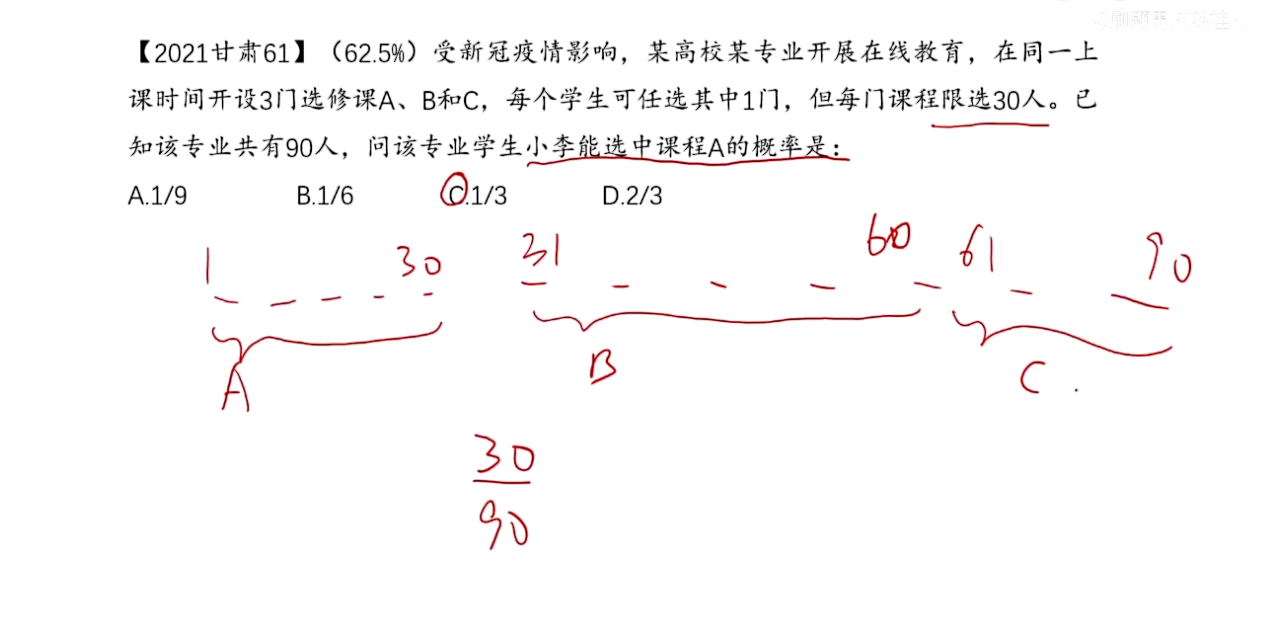 【2021甘肃61】（62.5%）受新冠疫情影响，某高校某专业开展在线教育，在同一上
课时间开设3门选修课A、B和C，每个学生可任选其中1门，但每门课程限选30人。已
知该专业共有90人，问该专业学生小李能选中课程A的概率是：
A.1/9 B.1/6 C.1/3 D.2/3
1 30 31 60 61 90
A B C
30
90